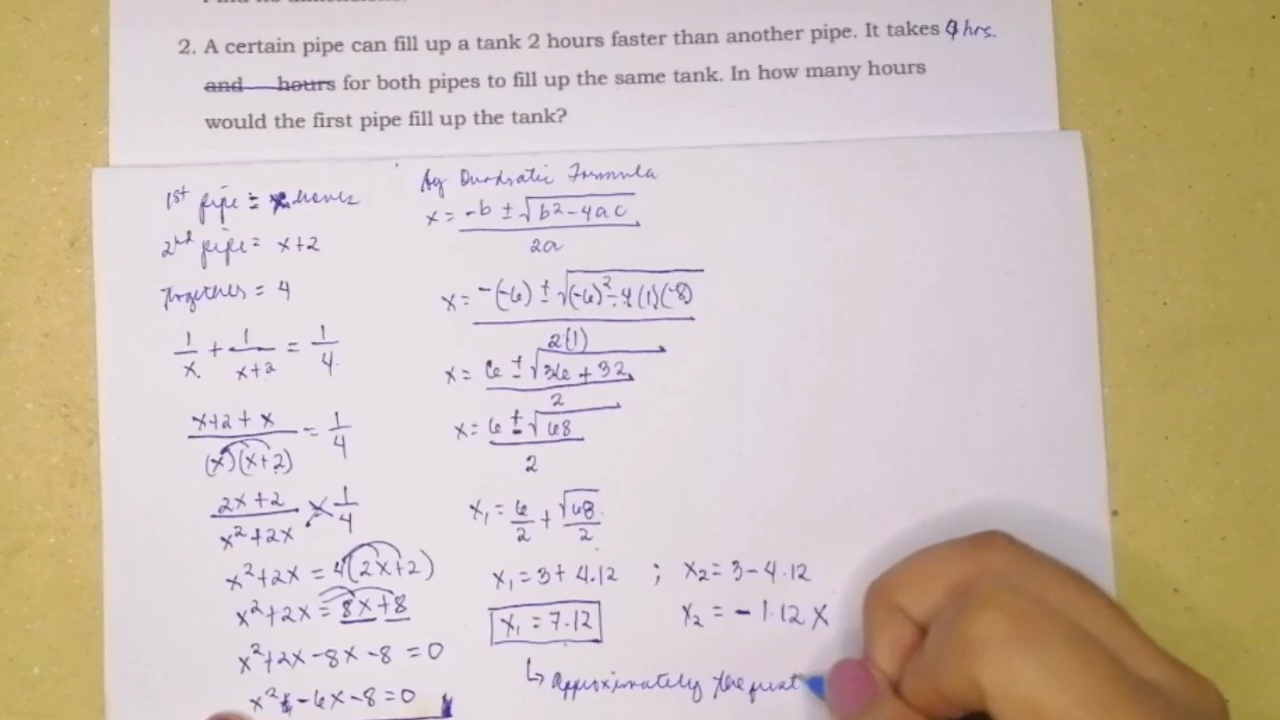 2. A certain pipe can fill up a tank 2 hours faster than another pipe. It takes 4 hrs.
and hours for both pipes to fill up the same tank. In how many hours
would the first pipe fill up the tank?
1st pipe = x
2nd pipe = x+2
Together = 4
1/x + 1/x+2 = 1/4
x+2+x/(x)(x+2) = 1/4
2x+2/x²+2x 1/4
x²+2x = 4(2x+2)
x²+2x = 8x+8
x²+2x-8x-8 = 0
x² -6x-8 = 0
By Quadratic Formula
x = -b ± √b²-4ac/2a
x = -(-6) ± √(-6)²-4(1)(-8)/2(1)
x = 6 ± √36+32/2
x = 6 ± √68/2
x₁ = 6/2 + √68/2
x₁ = 3+4.12 ; x₂ = 3-4.12
x₁ = 7.12 x₂ = -1.12 X
↳ Approximately the first